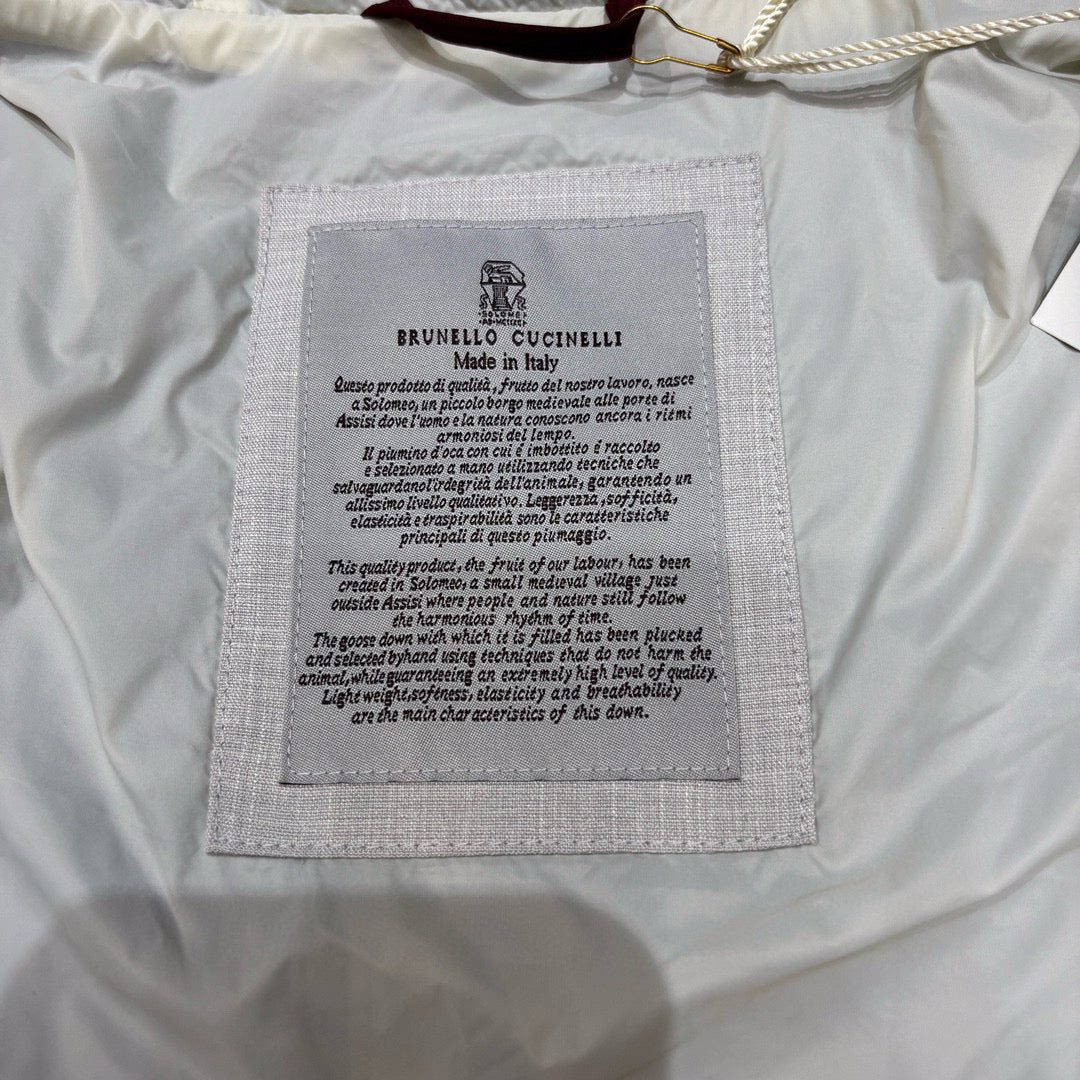 SOLOMEI
BRUNELLO CUCINELLI
Made in Italy
Questo prodotto di qualità, frutto del nostro lavoro, nasce
a Solomeo, un piccolo borgo medievale alle porte di
Assisi dove l'uomo e la natura conoscono ancora i ritmi
armoniosi del lempo.
Il piumino d'oca con cui é imbottito é raccolto
e selezionato a mano utilizzando tecniche che
salvaguardanol'irdegrità dell'animale, garantendo un
allissimo livello qualitativo. Leggerezza, sofficità,
elasticità e traspirabilità sono le caratteristiche
principali di questo piumaggio.
This quality product, the fruit of our labour, has been
created in Solomeo, a small medieval village just
outside Assisi where people and nature still follow
the harmonious rhythm of time.
The goose down with which it is filled has been plucked
and selected byhand using techniques that do not harm the
animal, while guaranteeing an extremely high level of quality.
Light weight, softness, elasticity and breathability
are the main characteristics of this down.